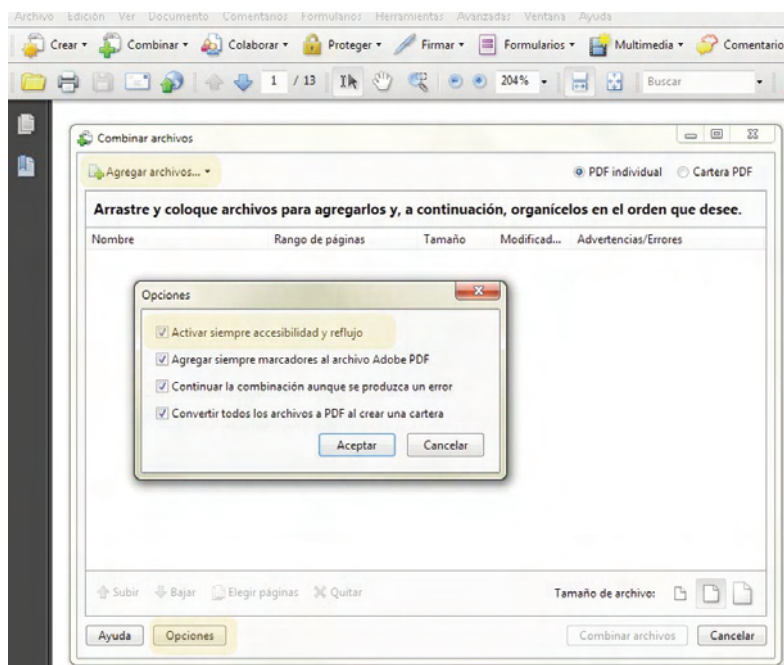 Archivo Edición Ver Documento Comentarios Formularios Herramientas Avanzadas Ventana Ayuda
Crear Combinar Colaborar Proteger Firmar Formularios Multimedia Comentario
1 / 13 204% Buscar
Combinar archivos
Agregar archivos... PDF individual Cartera PDF
Arrastre y coloque archivos para agregarlos y, a continuación, organícelos en el orden que desee.
Nombre Rango de páginas Tamaño Modificad... Advertencias/Errores
Opciones
Activar siempre accesibilidad y reflujo
Agregar siempre marcadores al archivo Adobe PDF
Continuar la combinación aunque se produzca un error
Convertir todos los archivos a PDF al crear una cartera
Aceptar Cancelar
Subir Bajar Elegir páginas Quitar Tamaño de archivo:
Ayuda Opciones Combinar archivos Cancelar